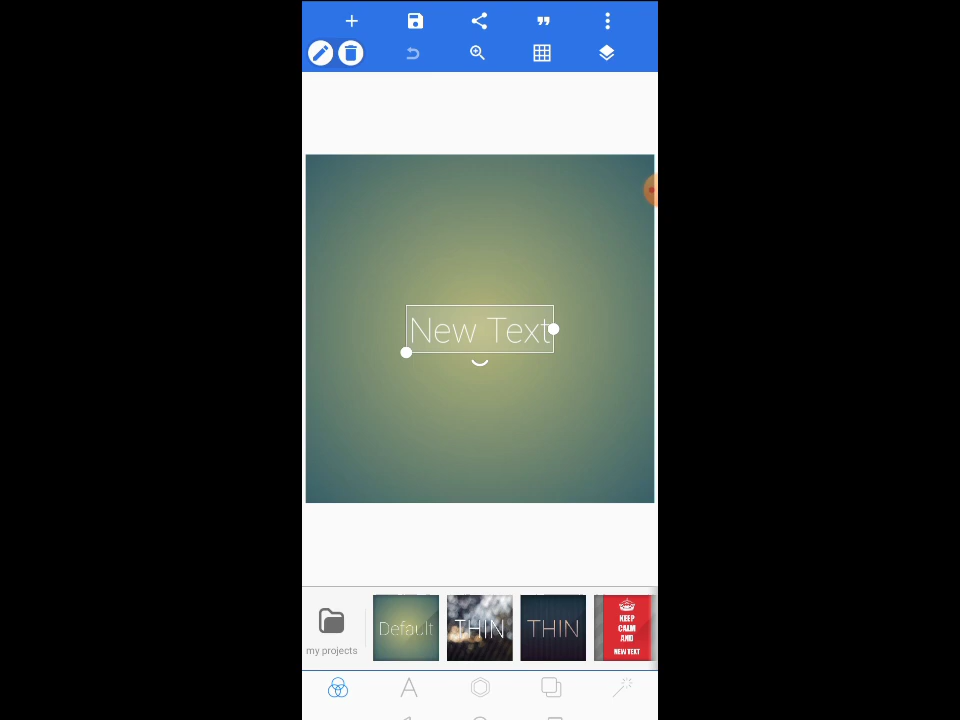 New Text
my projects
Default
THIN
THIN
KEEP
CALM
AND
NEW TEXT